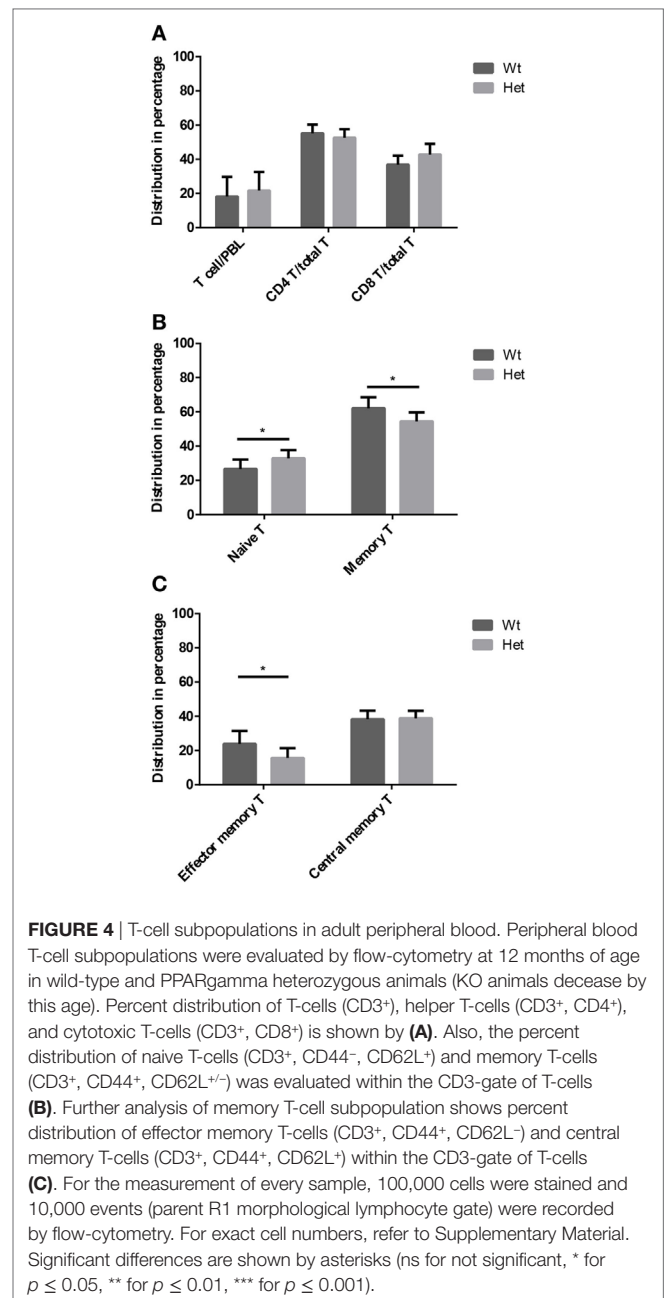 A
Distribution in percentage
100
80
60
40
20
0
Wt
Het
T cell/PBL
CD4 T/total T
CD8 T/total T
B
Distribution in percentage
100
80
60
40
20
0
Wt
Het
*
*
Naive T
Memory T
C
Distribution in percentage
100
80
60
40
20
0
Wt
Het
*
Effector memory T
Central memory T
FIGURE 4 | T-cell subpopulations in adult peripheral blood. Peripheral blood
T-cell subpopulations were evaluated by flow-cytometry at 12 months of age
in wild-type and PPARgamma heterozygous animals (KO animals decease by
this age). Percent distribution of T-cells (CD3⁺), helper T-cells (CD3⁺, CD4⁺),
and cytotoxic T-cells (CD3⁺, CD8⁺) is shown by (A). Also, the percent
distribution of naive T-cells (CD3⁺, CD44⁻, CD62L⁺) and memory T-cells
(CD3⁺, CD44⁺, CD62L⁺/⁻) was evaluated within the CD3-gate of T-cells
(B). Further analysis of memory T-cell subpopulation shows percent
distribution of effector memory T-cells (CD3⁺, CD44⁺, CD62L⁻) and central
memory T-cells (CD3⁺, CD44⁺, CD62L⁺) within the CD3-gate of T-cells
(C). For the measurement of every sample, 100,000 cells were stained and
10,000 events (parent R1 morphological lymphocyte gate) were recorded
by flow-cytometry. For exact cell numbers, refer to Supplementary Material.
Significant differences are shown by asterisks (ns for not significant, * for
p ≤ 0.05, ** for p ≤ 0.01, *** for p ≤ 0.001).